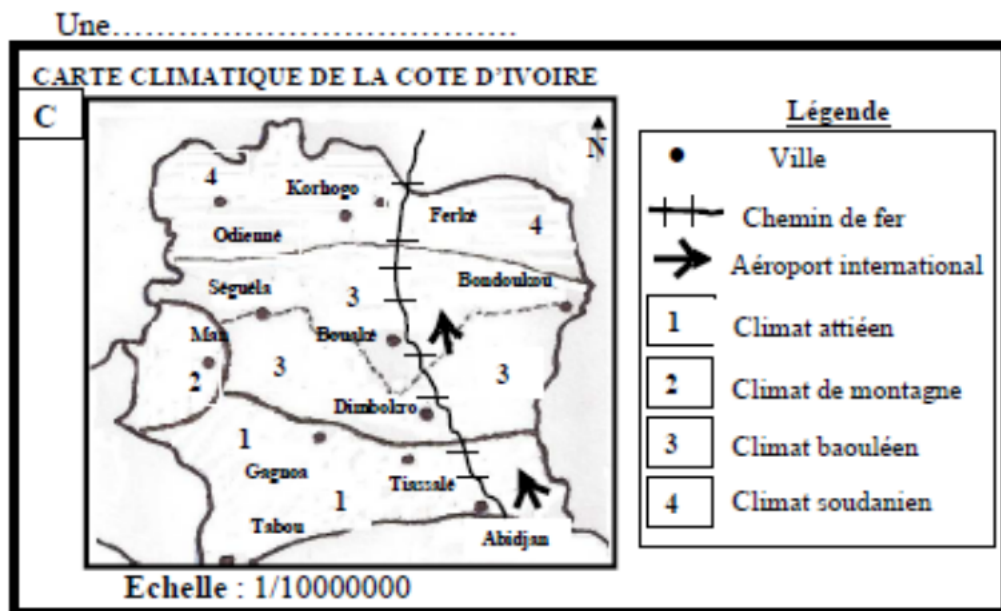 Une.......................................
CARTE CLIMATIQUE DE LA COTE D'IVOIRE
C
N
4
Korhogo
Ferké
4
Odienné
Séguéla
3
Bondoukou
Man
Bouaké
2
3
3
Dimbokro
1
Gagnoa
Tiassalé
1
Tabou
Abidjan
Echelle : 1/10000000
Légende
Ville
Chemin de fer
Aéroport international
1 Climat attiéen
2 Climat de montagne
3 Climat baouléen
4 Climat soudanien